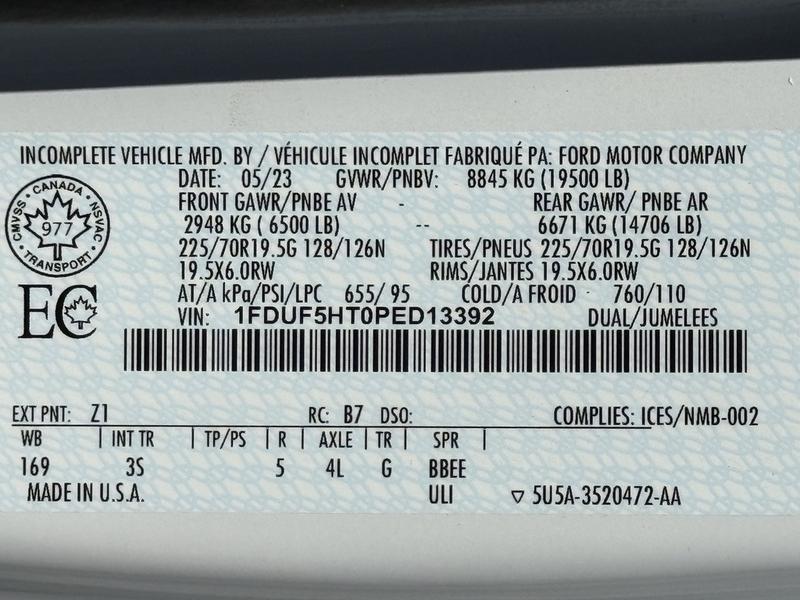 INCOMPLETE VEHICLE MFD. BY / VÉHICULE INCOMPLET FABRIQUÉ PA: FORD MOTOR COMPANY
DATE: 05/23 GVWR/PNBV: 8845 KG (19500 LB)
FRONT GAWR/PNBE AV - REAR GAWR/ PNBE AR
2948 KG ( 6500 LB) -- 6671 KG (14706 LB)
225/70R19.5G 128/126N TIRES/PNEUS 225/70R19.5G 128/126N
19.5X6.0RW RIMS/JANTES 19.5X6.0RW
AT/A kPa/PSI/LPC 655/ 95 COLD/A FROID - 760/110
VIN: 1FDUF5HT0PED13392 DUAL/JUMELEES
CANADA
CMVSS 977 NSVAC
TRANSPORT
EC
EXT PNT: Z1 RC: B7 DSO: COMPLIES: ICES/NMB-002
WB | INT TR | TP/PS | R | AXLE | TR | SPR |
169 3S 5 4L G BBEE
MADE IN U.S.A. ULI ▽ 5U5A-3520472-AA